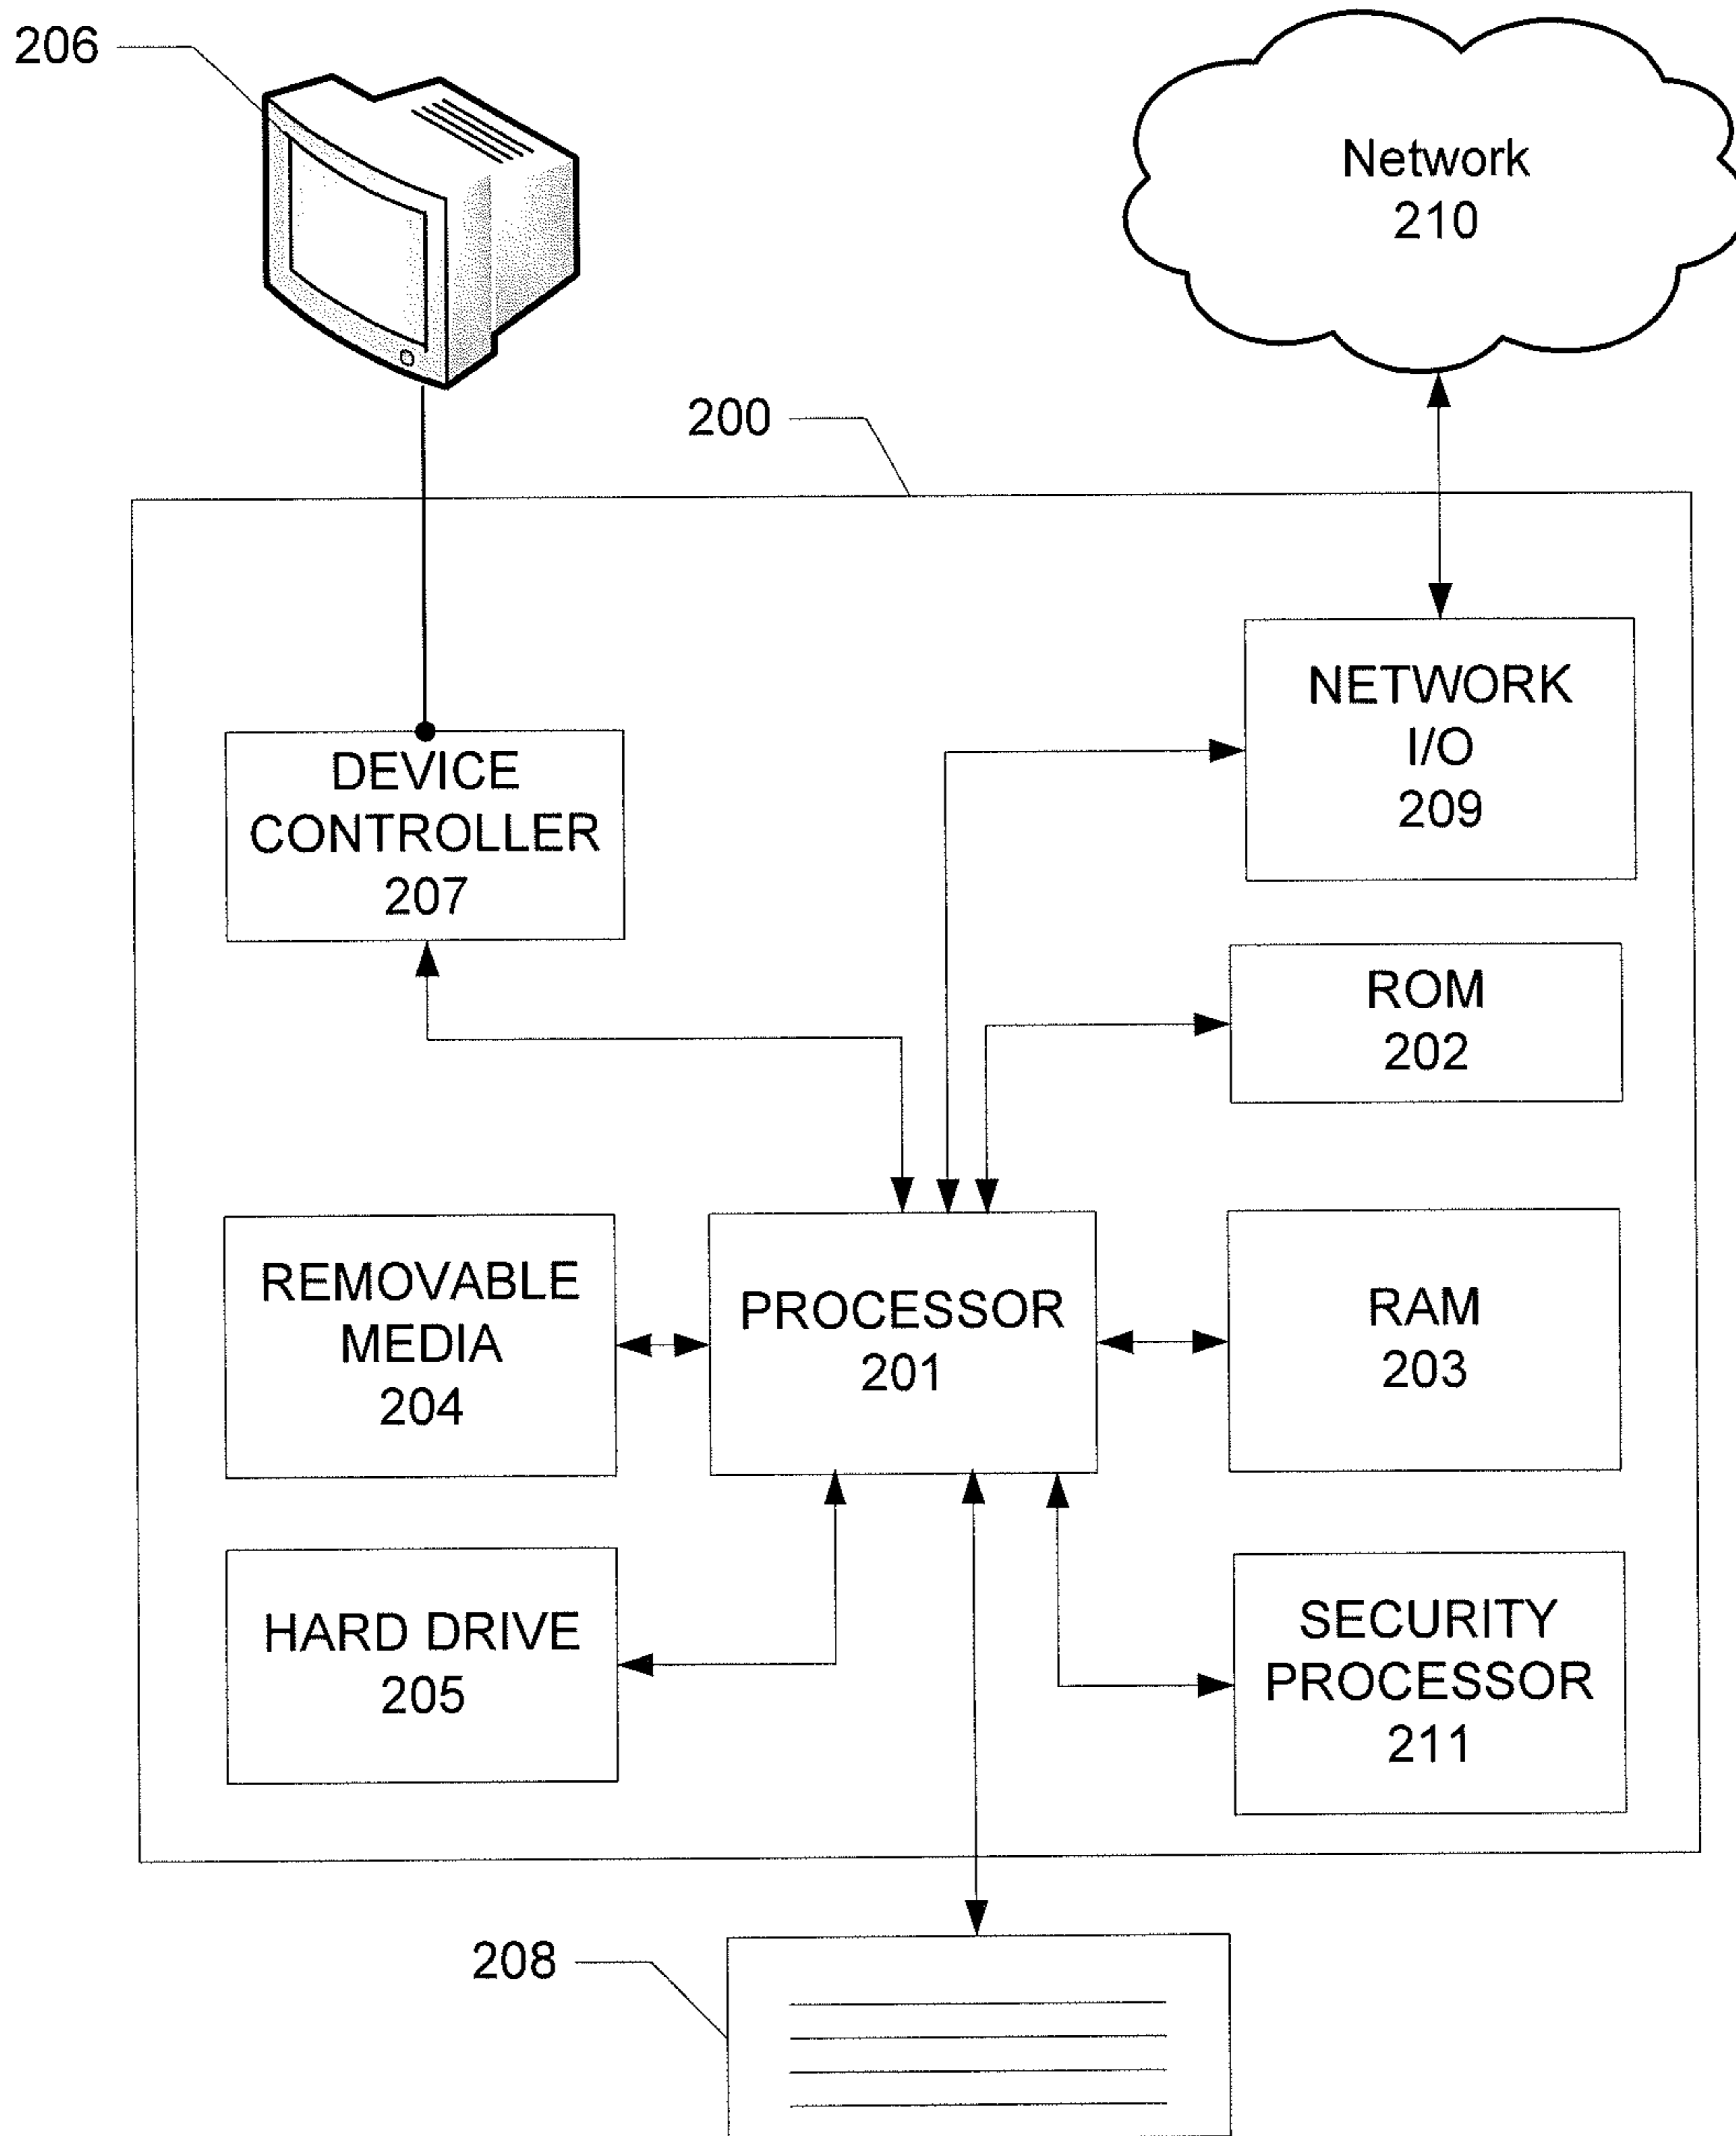 206
Network
210
200
NETWORK
I/O
209
DEVICE
CONTROLLER
207
ROM
202
REMOVABLE
MEDIA
204
PROCESSOR
201
RAM
203
HARD DRIVE
205
SECURITY
PROCESSOR
211
208